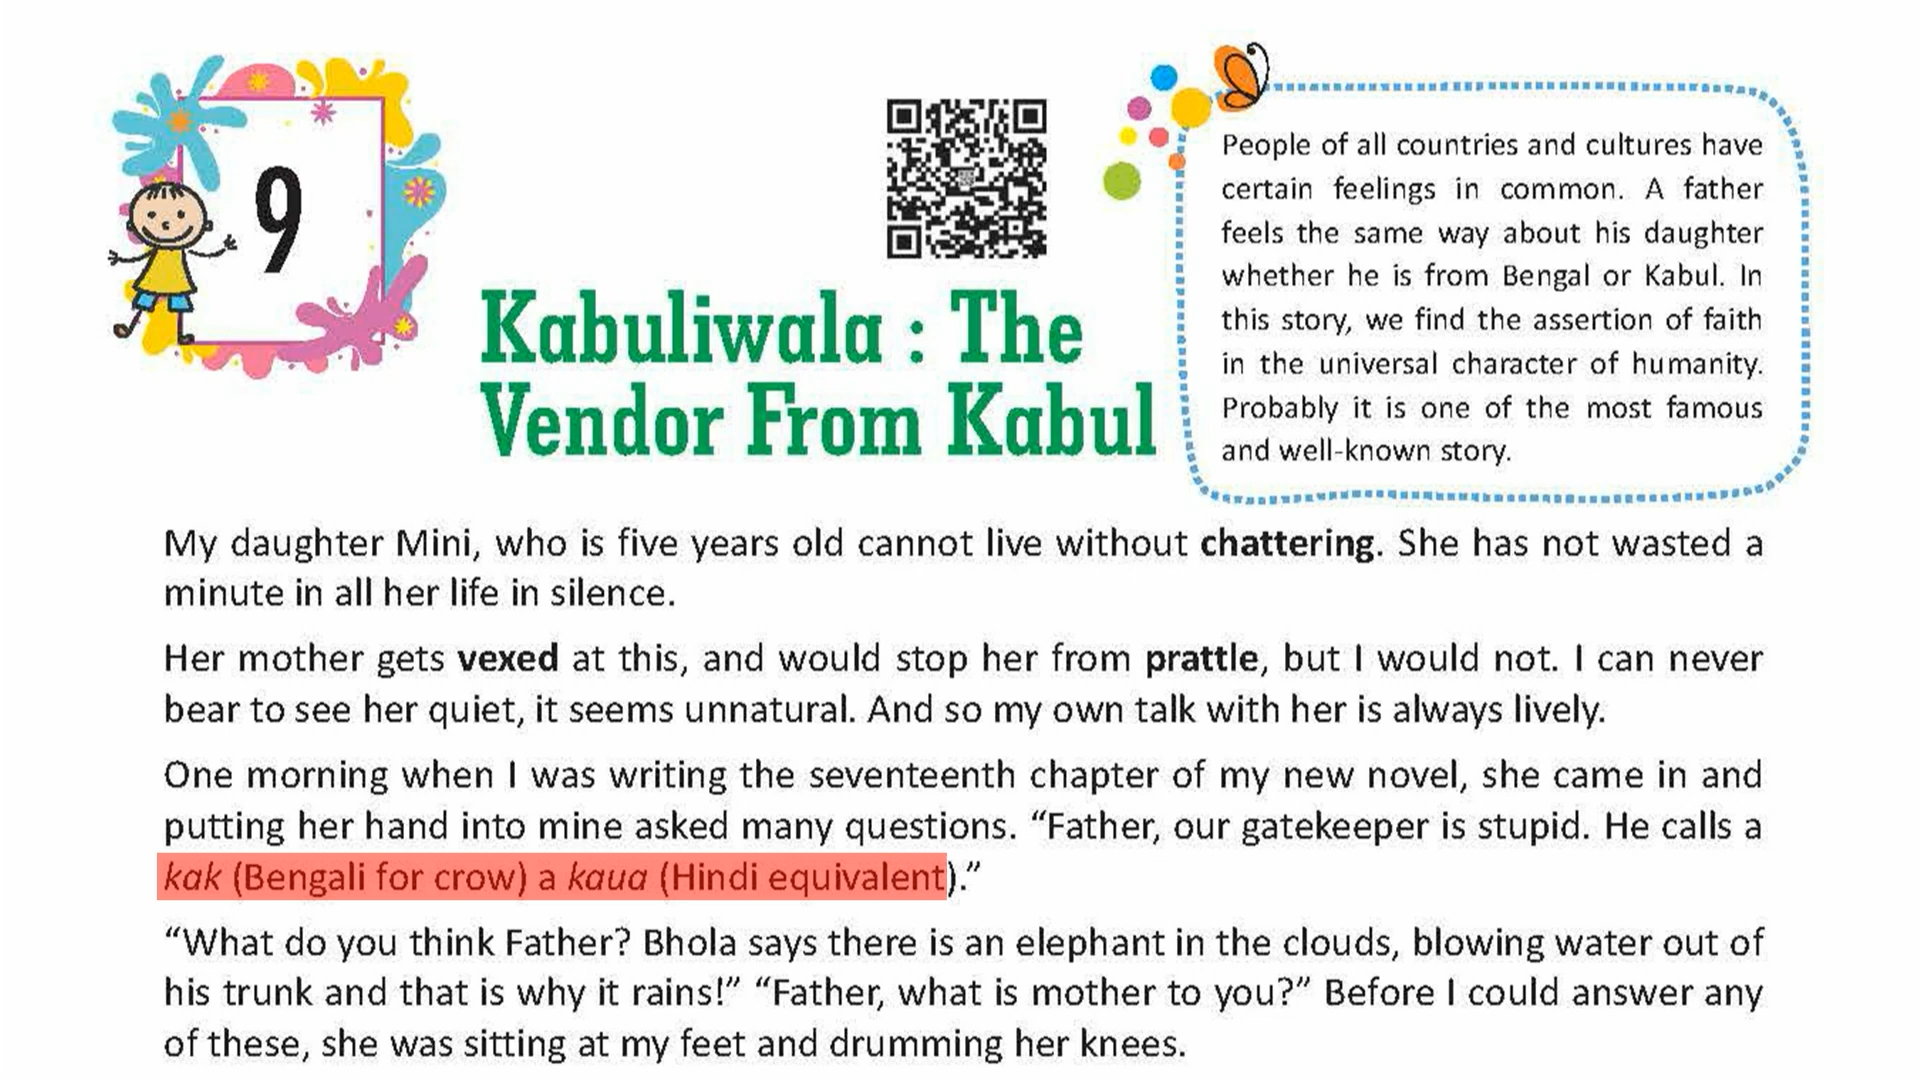 9
Kabuliwala : The
Vendor From Kabul
People of all countries and cultures have
certain feelings in common. A father
feels the same way about his daughter
whether he is from Bengal or Kabul. In
this story, we find the assertion of faith
in the universal character of humanity.
Probably it is one of the most famous
and well-known story.
My daughter Mini, who is five years old cannot live without chattering. She has not wasted a
minute in all her life in silence.
Her mother gets vexed at this, and would stop her from prattle, but I would not. I can never
bear to see her quiet, it seems unnatural. And so my own talk with her is always lively.
One morning when I was writing the seventeenth chapter of my new novel, she came in and
putting her hand into mine asked many questions. “Father, our gatekeeper is stupid. He calls a
kak (Bengali for crow) a kaua (Hindi equivalent).”
“What do you think Father? Bhola says there is an elephant in the clouds, blowing water out of
his trunk and that is why it rains!” “Father, what is mother to you?” Before I could answer any
of these, she was sitting at my feet and drumming her knees.